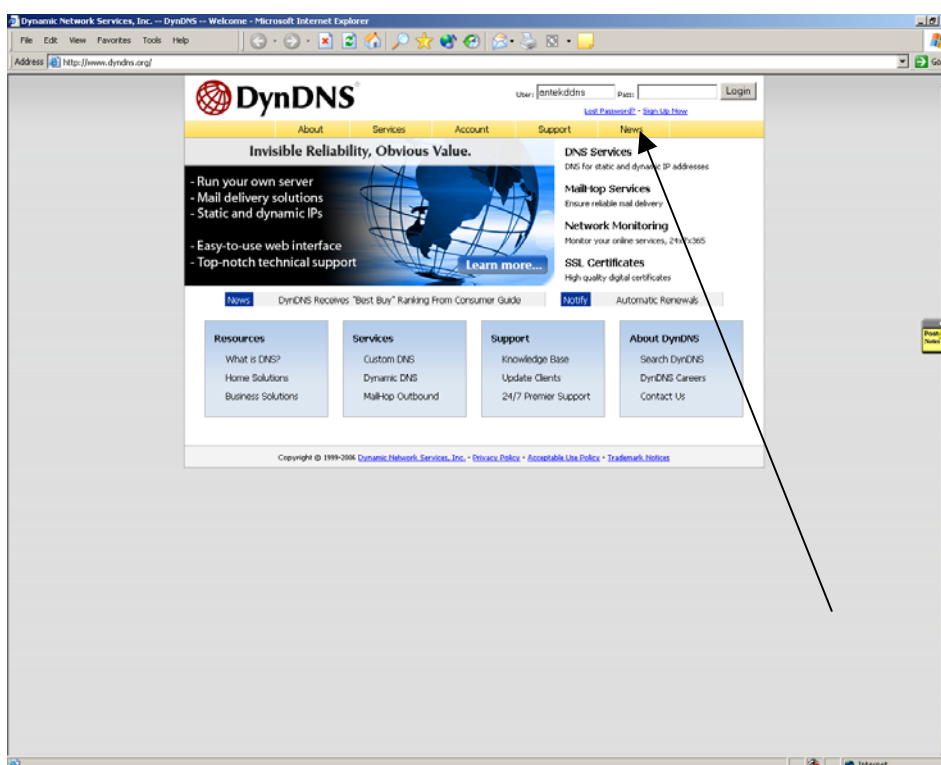 Dynamic Network Services, Inc. -- DynDNS -- Welcome - Microsoft Internet Explorer
File Edit View Favorites Tools Help
Address http://www.dyndns.org/ Go
DynDNS
User: antekddns Pass: Login
Lost Password? - Sign Up Now
About Services Account Support News
Invisible Reliability, Obvious Value.
- Run your own server
- Mail delivery solutions
- Static and dynamic IPs
- Easy-to-use web interface
- Top-notch technical support
Learn more...
DNS Services
DNS for static and dynamic IP addresses
MailHop Services
Ensure reliable mail delivery
Network Monitoring
Monitor your online services, 24x7x365
SSL Certificates
High quality digital certificates
News DynDNS Receives "Best Buy" Ranking From Consumer Guide Notify Automatic Renewals
Resources
What is DNS?
Home Solutions
Business Solutions
Services
Custom DNS
Dynamic DNS
MailHop Outbound
Support
Knowledge Base
Update Clients
24/7 Premier Support
About DynDNS
Search DynDNS
DynDNS Careers
Contact Us
Copyright © 1999-2006 Dynamic Network Services, Inc. - Privacy Policy - Acceptable Use Policy - Trademark Notices
Post-
Notes
Internet